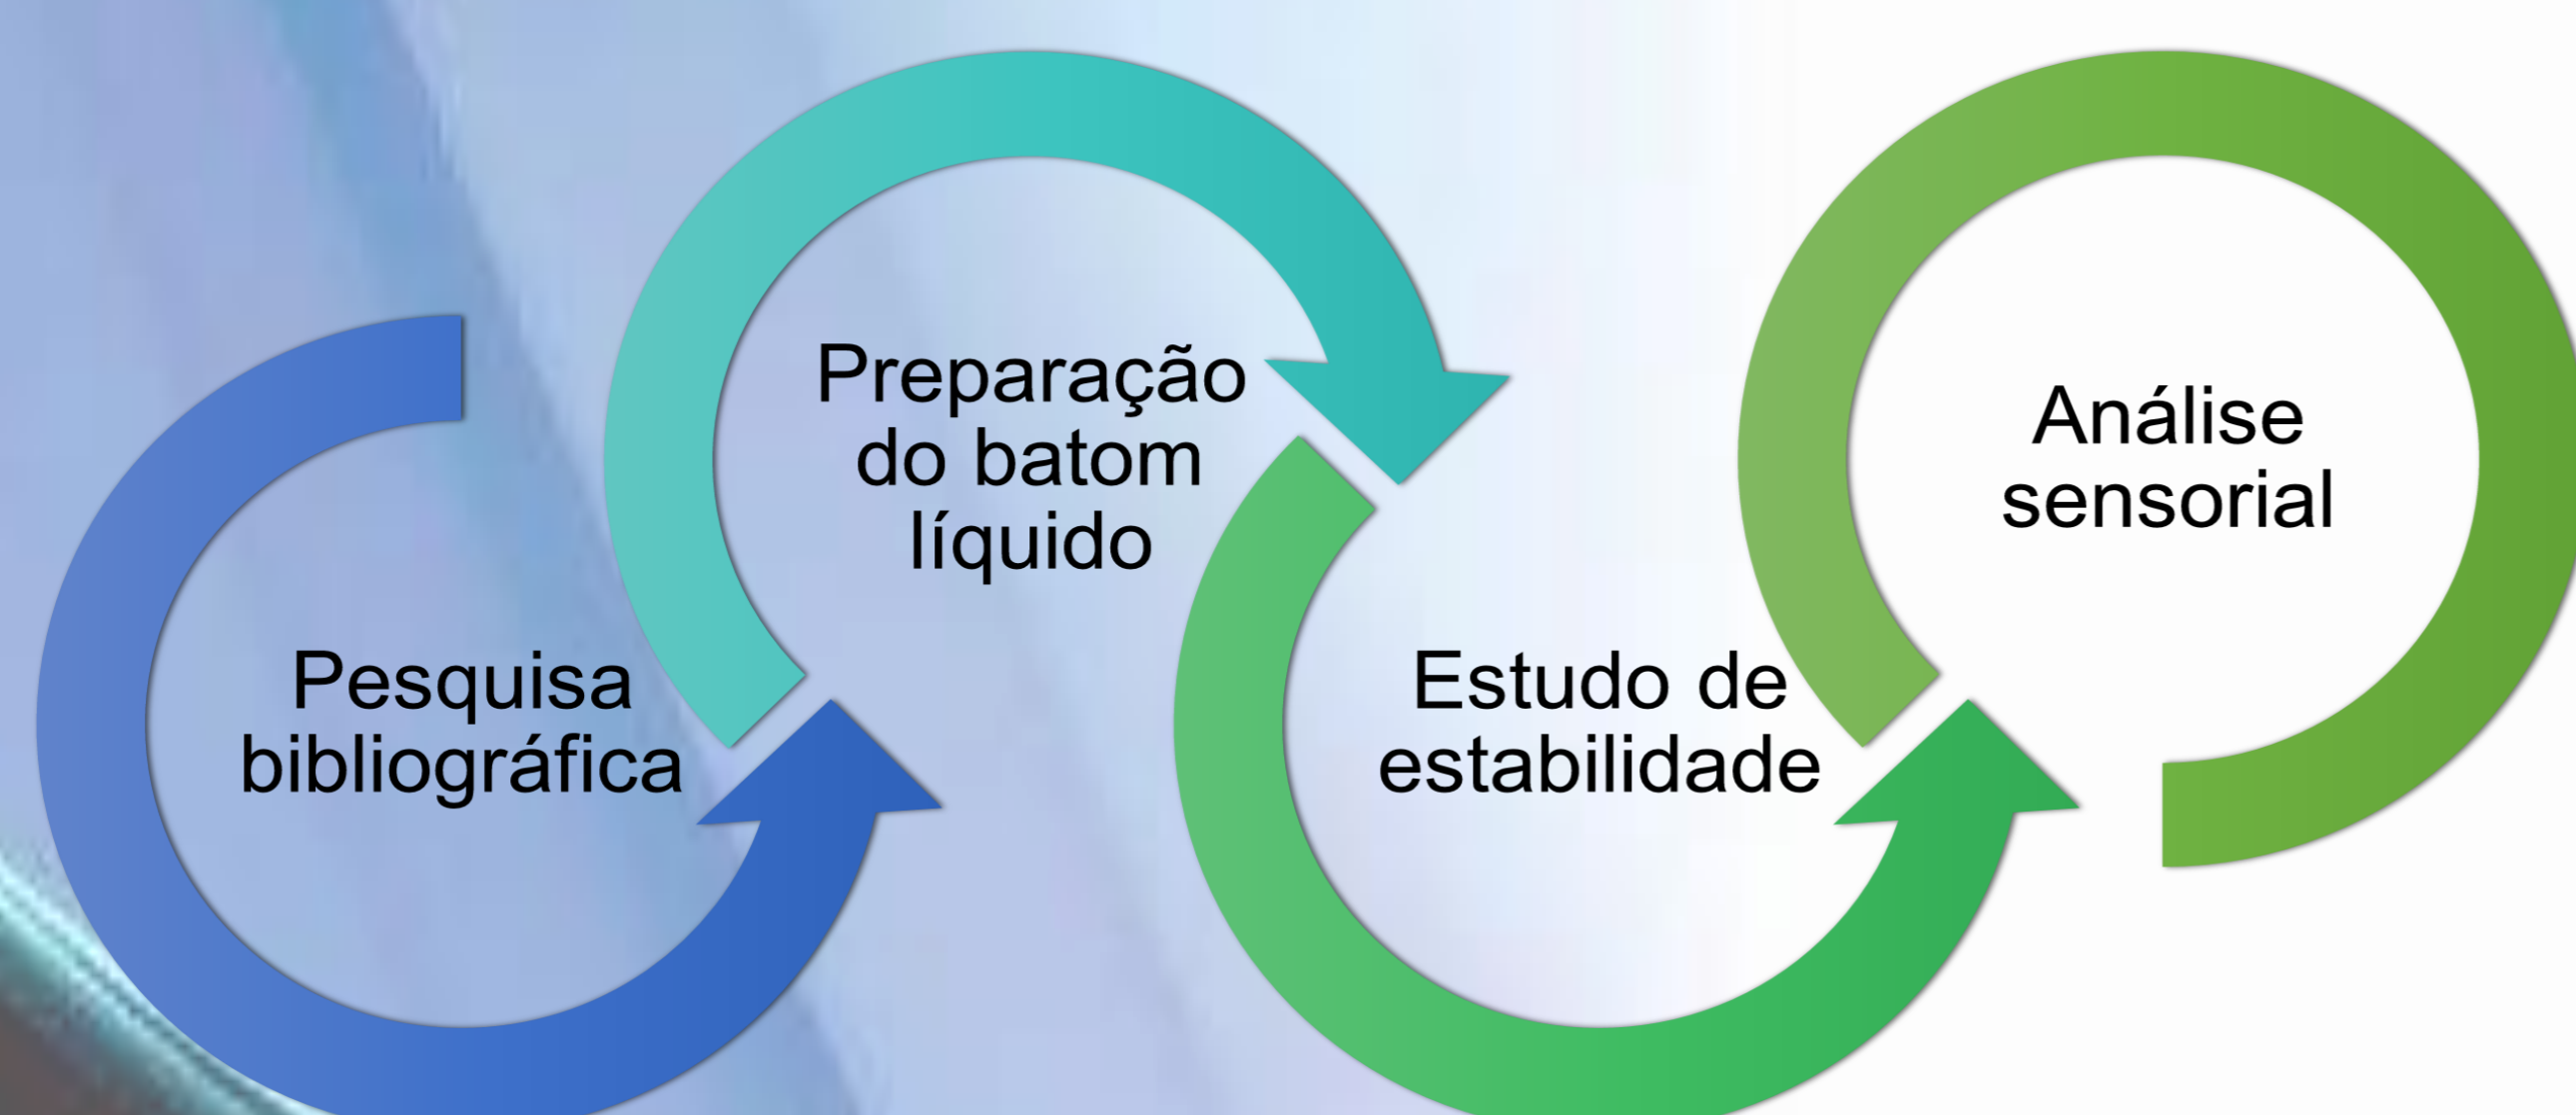 Pesquisa
bibliográfica
Preparação
do batom
líquido
Estudo de
estabilidade
Análise
sensorial